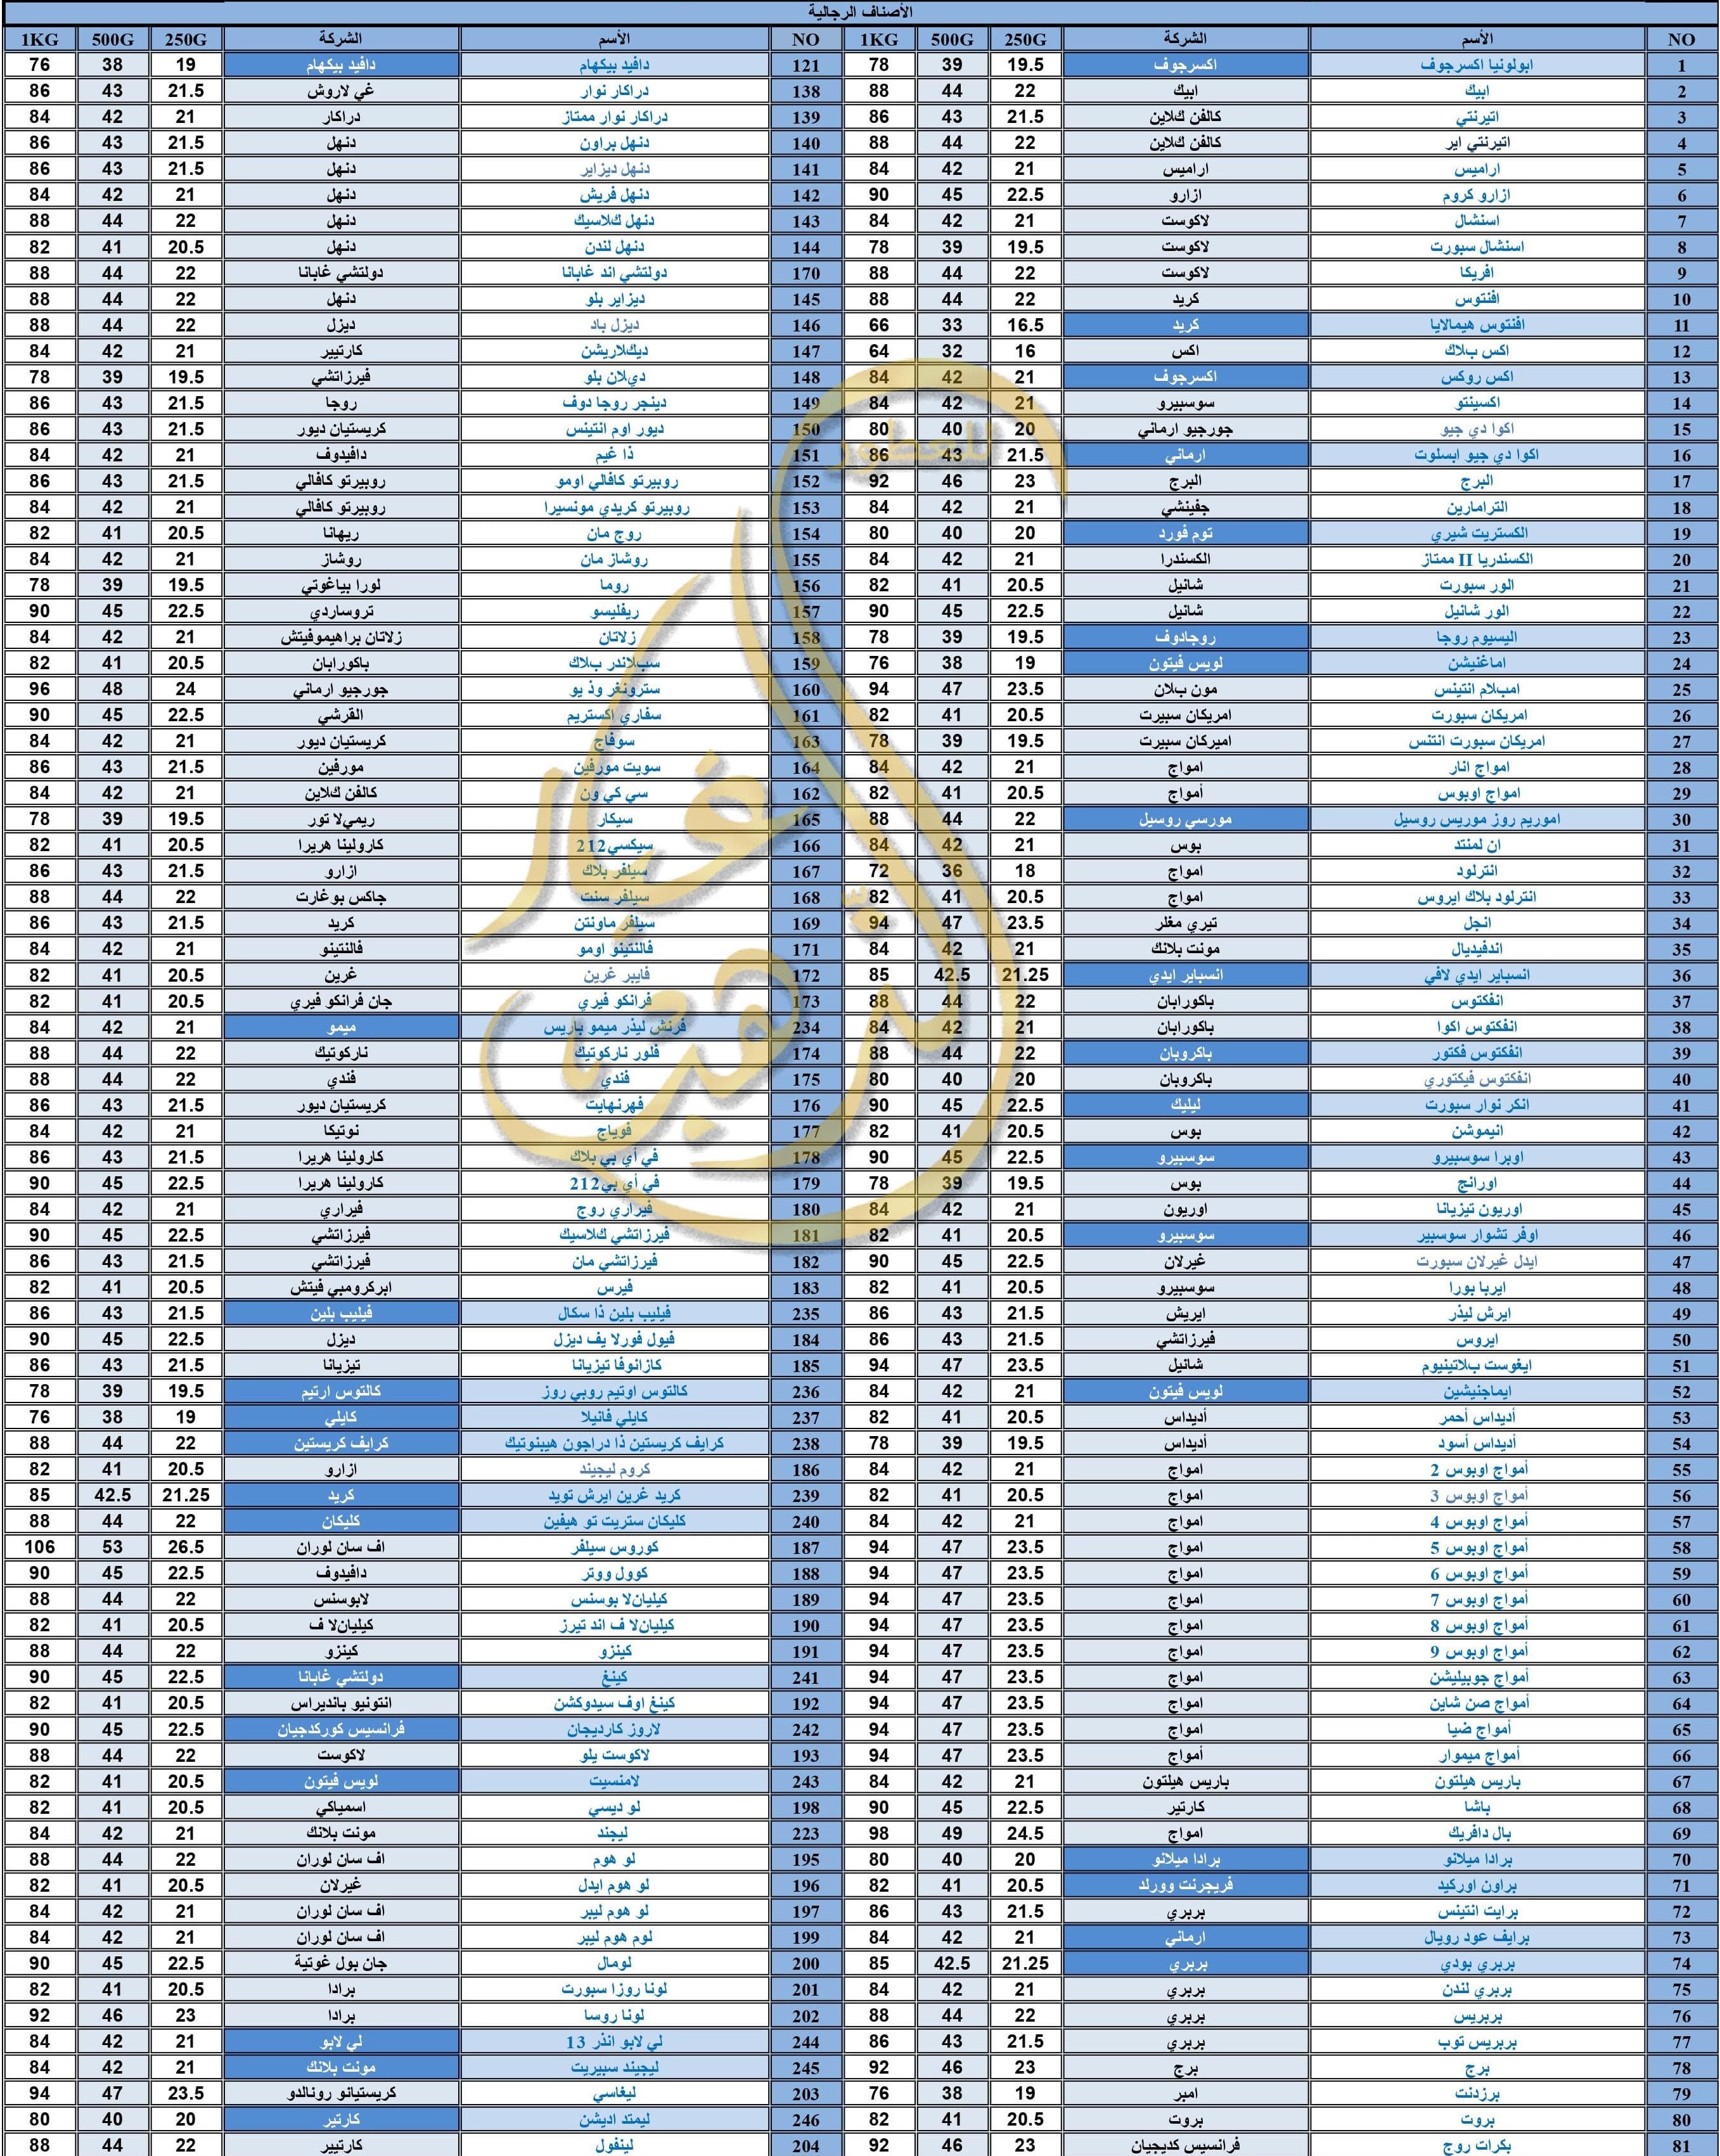 الأصناف الرجالية
NO الأسم الشركة 250G 500G 1KG NO الأسم الشركة 250G 500G 1KG
1 ابولونيا اكسرجوف اكسرجوف 19.5 39 78 121 دافيد بيكهام دافيد بيكهام 19 38 76
2 ابيك ابيك 22 44 88 138 دراكار نوار غي لاروش 21.5 43 86
3 اتيرنتي كالفن كلاين 21.5 43 86 139 دراكار نوار ممتاز دراكار 21 42 84
4 اتيرنتي اير كالفن كلاين 22 44 88 140 دنهل براون دنهل 21.5 43 86
5 اراميس اراميس 21 42 84 141 دنهل ديزاير دنهل 21.5 43 86
6 ازارو كروم ازارو 22.5 45 90 142 دنهل فريش دنهل 21 42 84
7 اسنشال لاكوست 21 42 84 143 دنهل كلاسيك دنهل 22 44 88
8 اسنشال سبورت لاكوست 19.5 39 78 144 دنهل لندن دنهل 20.5 41 82
9 افريكا لاكوست 22 44 88 170 دولتشي اند غابانا دولتشي غابانا 22 44 88
10 افنتوس كريد 22 44 88 145 ديزاير بلو دنهل 22 44 88
11 افنتوس هيمالايا كريد 16.5 33 66 146 ديزل باد ديزل 22 44 88
12 اكس بلاك اكس 16 32 64 147 ديكلاريشن كارتيير 21 42 84
13 اكس روكس اكسرجوف 21 42 84 148 ديلان بلو فيرزاتشي 19.5 39 78
14 اكسينتو سوسبيرو 21 42 84 149 دينجر روجا دوف روجا 21.5 43 86
15 اكوا دي جيو جورجيو ارماني 20 40 80 150 ديور اوم انتينس كريستيان ديور 21.5 43 86
16 اكوا دي جيو ابسلوت ارماني 21.5 43 86 151 ذا غيم دافيدوف 21 42 84
17 البرج البرج 23 46 92 152 روبيرتو كافالي اومو روبيرتو كافالي 21.5 43 86
18 الترامارين جفينشي 21 42 84 153 روبيرتو كريدي مونسيرا روبيرتو كافالي 21 42 84
19 الكستريت شيري توم فورد 20 40 80 154 روج مان ريهانا 20.5 41 82
20 الكسندريا II ممتاز الكسندرا 21 42 84 155 روشاز مان روشاز 21 42 84
21 الور سبورت شانيل 20.5 41 82 156 روما لورا بياغوتي 19.5 39 78
22 الور شانيل شانيل 22.5 45 90 157 ريفليسو تروساردي 22.5 45 90
23 اليسيوم روجا روجادوف 19.5 39 78 158 زلاتان زلاتان براهيموفيتش 21 42 84
24 اماغنيشن لويس فيتون 19 38 76 159 سبلاندر بلاك باكورابان 20.5 41 82
25 امبلام انتينس مون بلان 23.5 47 94 160 سترونغر وذ يو جورجيو ارماني 24 48 96
26 امريكان سبورت امريكان سبيرت 20.5 41 82 161 سفاري اكستريم القرشي 22.5 45 90
27 امريكان سبورت انتنس اميركان سبيرت 19.5 39 78 163 سوفاج كريستيان ديور 21 42 84
28 امواج انار امواج 21 42 84 164 سويت مورفين مورفين 21.5 43 86
29 امواج اوبوس أمواج 20.5 41 82 162 سي كي ون كالفن كلاين 21 42 84
30 اموريم روز موريس روسيل مورسي روسيل 22 44 88 165 سيكار ريميلا تور 19.5 39 78
31 ان لمنتد بوس 21 42 84 166 سيكسي212 كارولينا هريرا 20.5 41 82
32 انترلود امواج 18 36 72 167 سيلفر بلاك ازارو 21.5 43 86
33 انترلود بلاك ايروس امواج 20.5 41 82 168 سيلفر سنت جاكس بوغارت 22 44 88
34 انجل تيري مغلر 23.5 47 94 169 سيلفر ماونتن كريد 21.5 43 86
35 اندفيديال مونت بلانك 21 42 84 171 فالنتينو اومو فالنتينو 21 42 84
36 انسباير ايدي لافي انسباير ايدي 21.25 42.5 85 172 فايير غرين غرين 20.5 41 82
37 انفكتوس باكورابان 22 44 88 173 فرانكو فيري جان فرانكو فيري 20.5 41 82
38 انفكتوس اكوا باكورابان 21 42 84 234 فرنش ليذر ميمو باريس ميمو 21 42 84
39 انفكتوس فكتور باكروبان 22 44 88 174 فلور ناركوتيك ناركوتيك 22 44 88
40 انفكتوس فيكتوري باكروبان 20 40 80 175 فندي فندي 22 44 88
41 انكر نوار سبورت ليليك 22.5 45 90 176 فهرنهايت كريستيان ديور 21.5 43 86
42 انيموشن بوس 20.5 41 82 177 فوياج نوتيكا 21 42 84
43 اوبرا سوسبيرو سوسبيرو 22.5 45 90 178 في أي بي بلاك كارولينا هريرا 21.5 43 86
44 اورانج بوس 19.5 39 78 179 في أي بي212 كارولينا هريرا 22.5 45 90
45 اوريون تيزيانا اوريون 21 42 84 180 فيراري روج فيراري 21 42 84
46 اوفر تشوار سوسبير سوسبيرو 20.5 41 82 181 فيرزاتشي كلاسيك فيرزاتشي 22.5 45 90
47 ايدل غيرلان سبورت غيرلان 22.5 45 90 182 فيرزاتشي مان فيرزاتشي 21.5 43 86
48 ايربا بورا سوسبيرو 20.5 41 82 183 فيرس ابركرومبي فيتش 20.5 41 82
49 ايرش ليذر ايريش 21.5 43 86 235 فيليب بلين ذا سكال فيليب بلين 21.5 43 86
50 ايروس فيرزاتشي 21.5 43 86 184 فيول فورلا يف ديزل ديزل 22.5 45 90
51 ايغوست بلاتينيوم شانيل 23.5 47 94 185 كازانوفا تيزيانا تيزيانا 21.5 43 86
52 ايماجنيشين لويس فيتون 21 42 84 236 كالتوس اوتيم روبي روز كالتوس ارتيم 19.5 39 78
53 أديداس أحمر أديداس 20.5 41 82 237 كايلي فانيلا كايلي 19 38 76
54 أديداس أسود أديداس 19.5 39 78 238 كرايف كريستين ذا دراجون هيبنوتيك كرايف كريستين 22 44 88
55 أمواج اوبوس 2 امواج 21 42 84 186 كروم ليجيند ازارو 20.5 41 82
56 أمواج اوبوس 3 امواج 20.5 41 82 239 كريد غرين ايرش تويد كريد 21.25 42.5 85
57 أمواج اوبوس 4 امواج 21 42 84 240 كليكان ستريت تو هيفين كليكان 22 44 88
58 أمواج اوبوس 5 امواج 23.5 47 94 187 كوروس سيلفر اف سان لوران 26.5 53 106
59 أمواج اوبوس 6 امواج 23.5 47 94 188 كوول ووتر دافيدوف 22.5 45 90
60 أمواج اوبوس 7 امواج 23.5 47 94 189 كيليانلا بوسنس لابوسنس 22 44 88
61 أمواج اوبوس 8 امواج 23.5 47 94 190 كيليانلا ف اند تيرز كيليانلا ف 20.5 41 82
62 أمواج اوبوس 9 امواج 23.5 47 94 191 كينزو كينزو 22 44 88
63 أمواج جوبيليشن امواج 23.5 47 94 241 كينغ دولتشي غابانا 22.5 45 90
64 أمواج صن شاين امواج 23.5 47 94 192 كينغ اوف سيدوكشن انتونيو بانديراس 20.5 41 82
65 أمواج ضيا امواج 23.5 47 94 242 لاروز كارديجان فرانسيس كوركدجيان 22.5 45 90
66 أمواج ميموار أمواج 23.5 47 94 193 لاكوست يلو لاكوست 22 44 88
67 باريس هيلتون باريس هيلتون 21 42 84 243 لامنسيت لويس فيتون 20.5 41 82
68 باشا كارتير 22.5 45 90 198 لو ديسي اسمياكي 20.5 41 82
69 بال دافريك امواج 24.5 49 98 223 ليجند مونت بلانك 21 42 84
70 برادا ميلانو برادا ميلانو 20 40 80 195 لو هوم اف سان لوران 22 44 88
71 براون اوركيد فريجرنت وورلد 20.5 41 82 196 لو هوم ايدل غيرلان 20.5 41 82
72 برايت انتينس بربري 21.5 43 86 197 لو هوم ليبر اف سان لوران 21 42 84
73 برايف عود رويال ارماني 21 42 84 199 لوم هوم ليبر اف سان لوران 21 42 84
74 بربري بودي بربري 21.25 42.5 85 200 لومال جان بول غوتية 22.5 45 90
75 بربري لندن بربري 21 42 84 201 لونا روزا سبورت برادا 20.5 41 82
76 بربريس بربري 22 44 88 202 لونا روسا برادا 23 46 92
77 بربريس توب بربري 21.5 43 86 244 لي لابو انذر 13 لي لابو 21 42 84
78 برج برج 23 46 92 245 ليجيند سبيريت مونت بلانك 21 42 84
79 برزدنت امبر 19 38 76 203 ليغاسي كريستيانو رونالدو 23.5 47 94
80 بروت بروت 20.5 41 82 246 ليمتد اديشن كارتير 20 40 80
81 بكرات روج فرانسيس كديجيان 23 46 92 204 لينفول كارتيير 22 44 88
للعطور